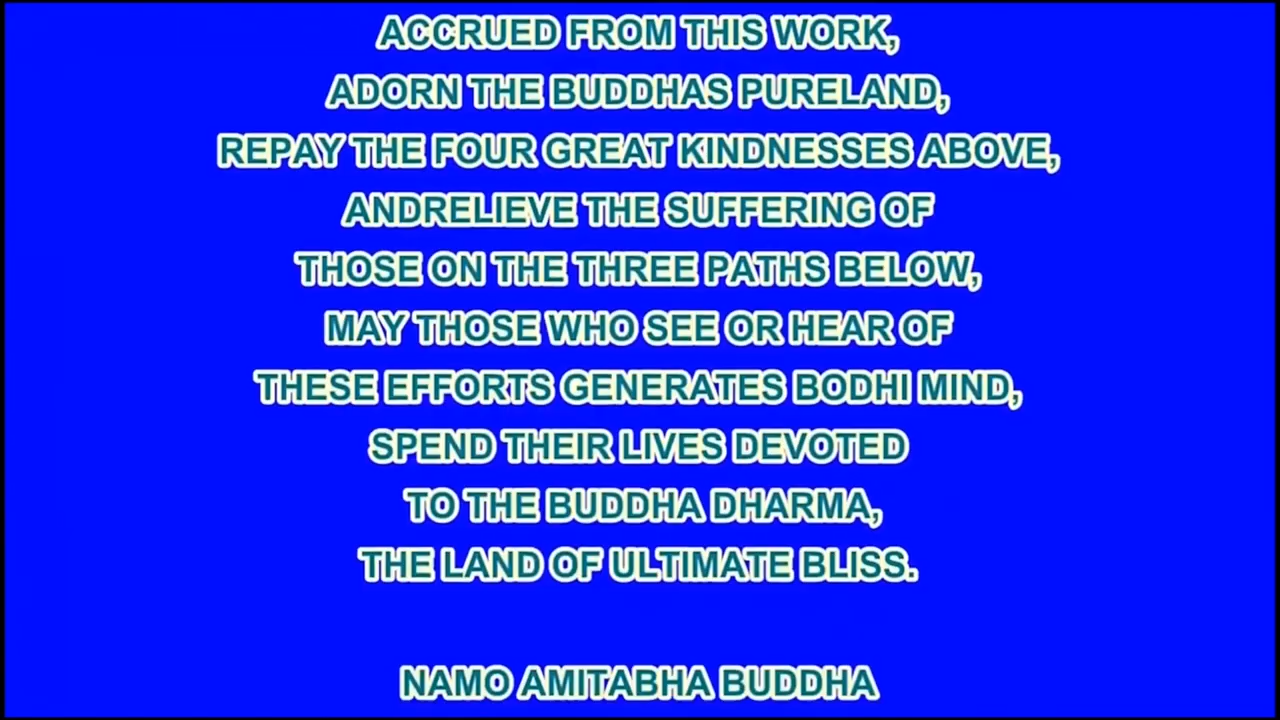 ACCRUED FROM THIS WORK,
ADORN THE BUDDHAS PURELAND,
REPAY THE FOUR GREAT KINDNESSES ABOVE,
ANDRELIEVE THE SUFFERING OF
THOSE ON THE THREE PATHS BELOW,
MAY THOSE WHO SEE OR HEAR OF
THESE EFFORTS GENERATES BODHI MIND,
SPEND THEIR LIVES DEVOTED
TO THE BUDDHA DHARMA,
THE LAND OF ULTIMATE BLISS.
NAMO AMITABHA BUDDHA